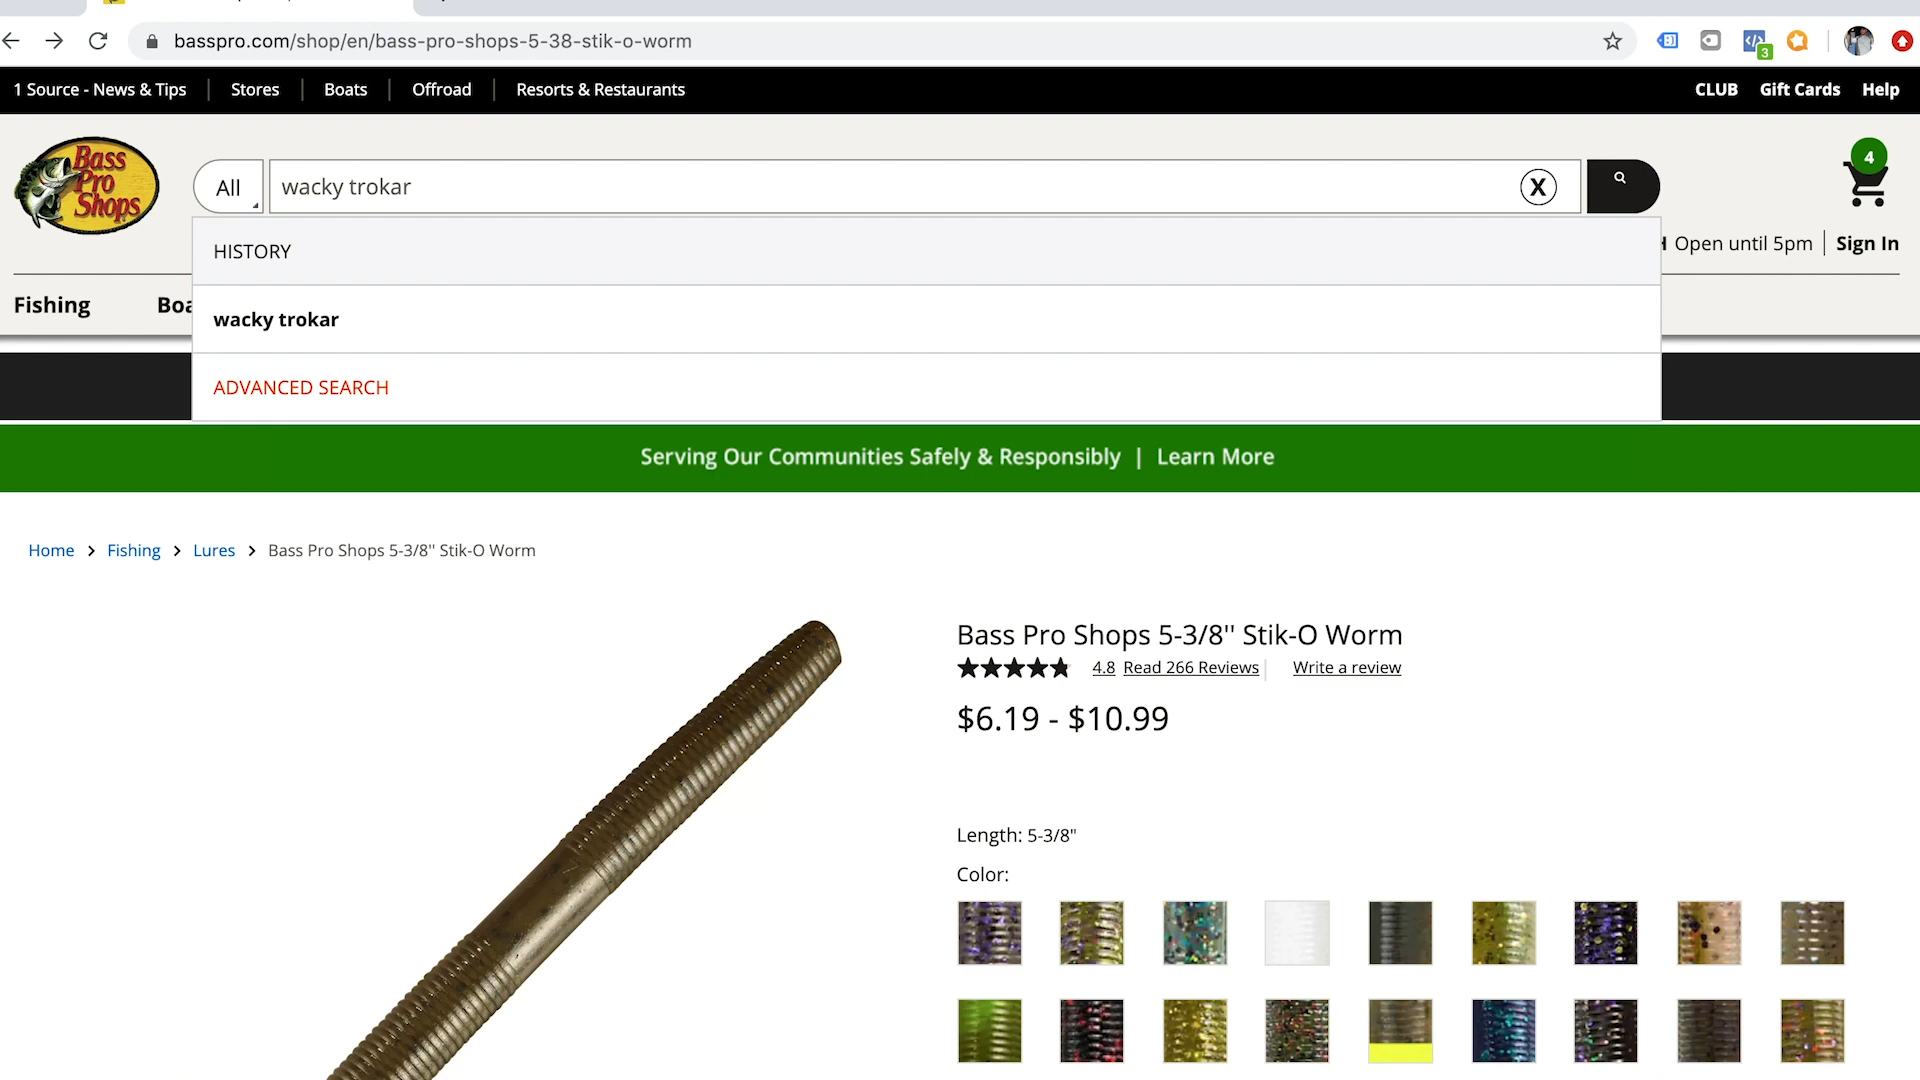 basspro.com/shop/en/bass-pro-shops-5-38-stik-o-worm
3
1 Source - News & Tips
Stores
Boats
Offroad
Resorts & Restaurants
CLUB
Gift Cards
Help
Bass
Pro
Shops
All
wacky trokar
X
4
HISTORY
Open until 5pm
Sign In
Fishing
Boa
wacky trokar
ADVANCED SEARCH
Serving Our Communities Safely & Responsibly | Learn More
Home > Fishing > Lures > Bass Pro Shops 5-3/8" Stik-O Worm
Bass Pro Shops 5-3/8'' Stik-O Worm
4.8 Read 266 Reviews
Write a review
$6.19 - $10.99
Length: 5-3/8"
Color: